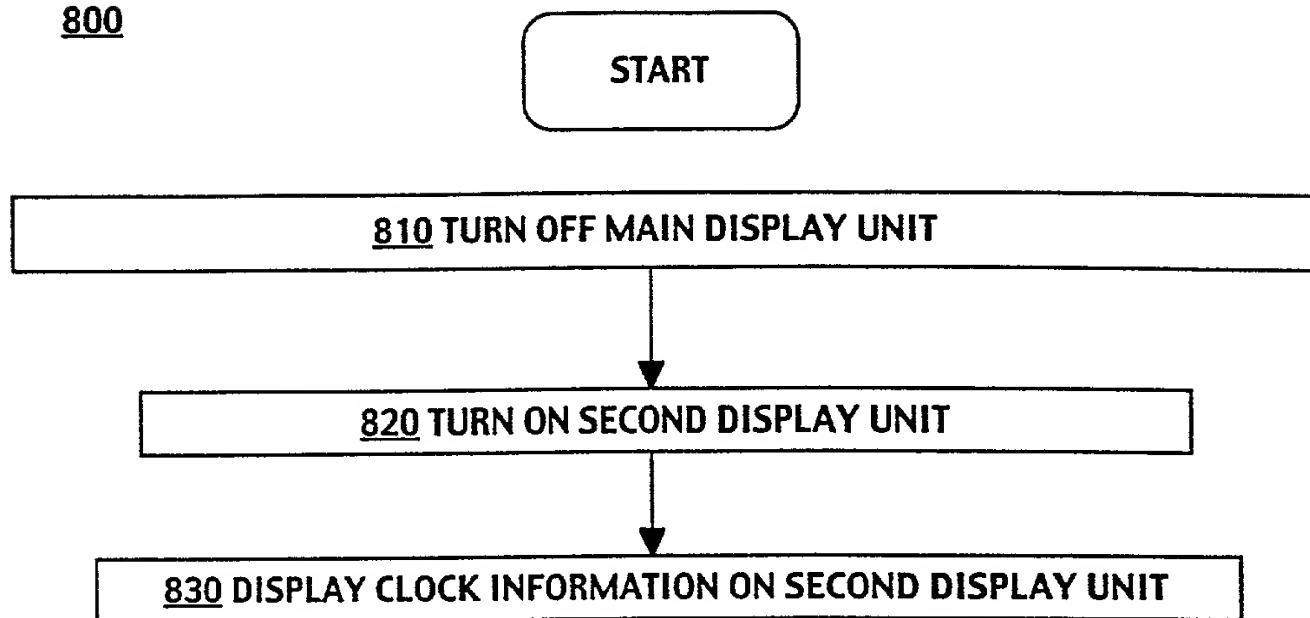 800
START
810 TURN OFF MAIN DISPLAY UNIT
820 TURN ON SECOND DISPLAY UNIT
830 DISPLAY CLOCK INFORMATION ON SECOND DISPLAY UNIT